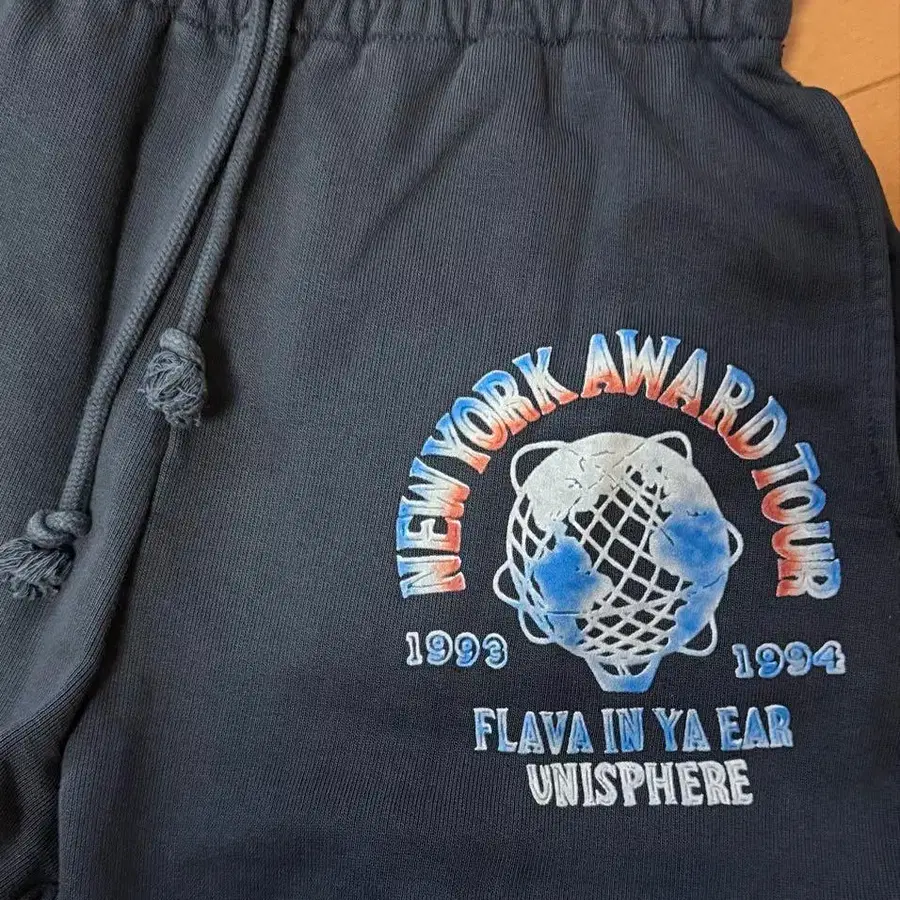 NEW YORK AWARD TOUR
1993 1994
FLAVA IN YA EAR
UNISPHERE